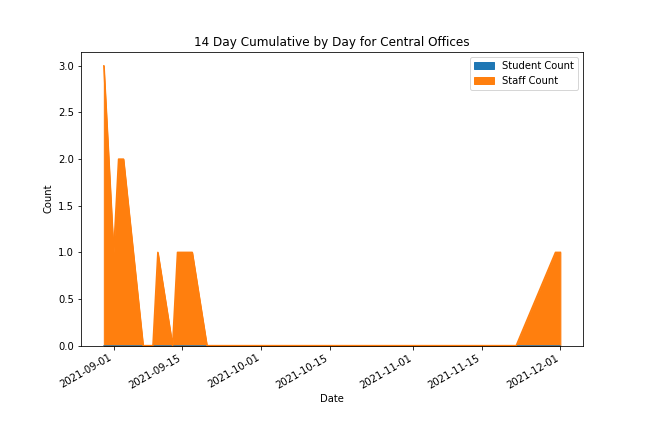 14 Day Cumulative by Day for Central Offices
Student Count
Staff Count
3.0
2.5
2.0
1.5
1.0
0.5
0.0
Count
2021-09-01
2021-09-15
2021-10-01
2021-10-15
2021-11-01
2021-11-15
2021-12-01
Date